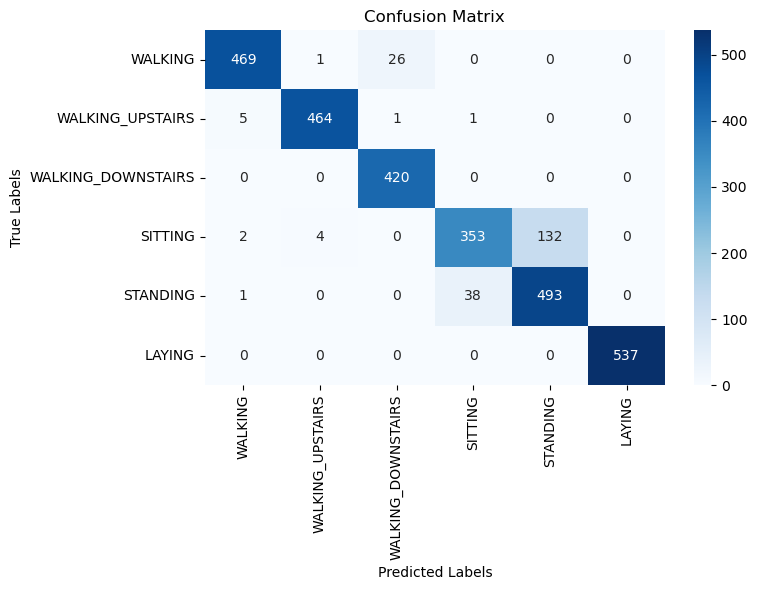 Confusion Matrix
True Labels
WALKING 469 1 26 0 0 0
WALKING_UPSTAIRS 5 464 1 1 0 0
WALKING_DOWNSTAIRS 0 0 420 0 0 0
SITTING 2 4 0 353 132 0
STANDING 1 0 0 38 493 0
LAYING 0 0 0 0 0 537
WALKING
WALKING_UPSTAIRS
WALKING_DOWNSTAIRS
SITTING
STANDING
LAYING
Predicted Labels
500
400
300
200
100
0